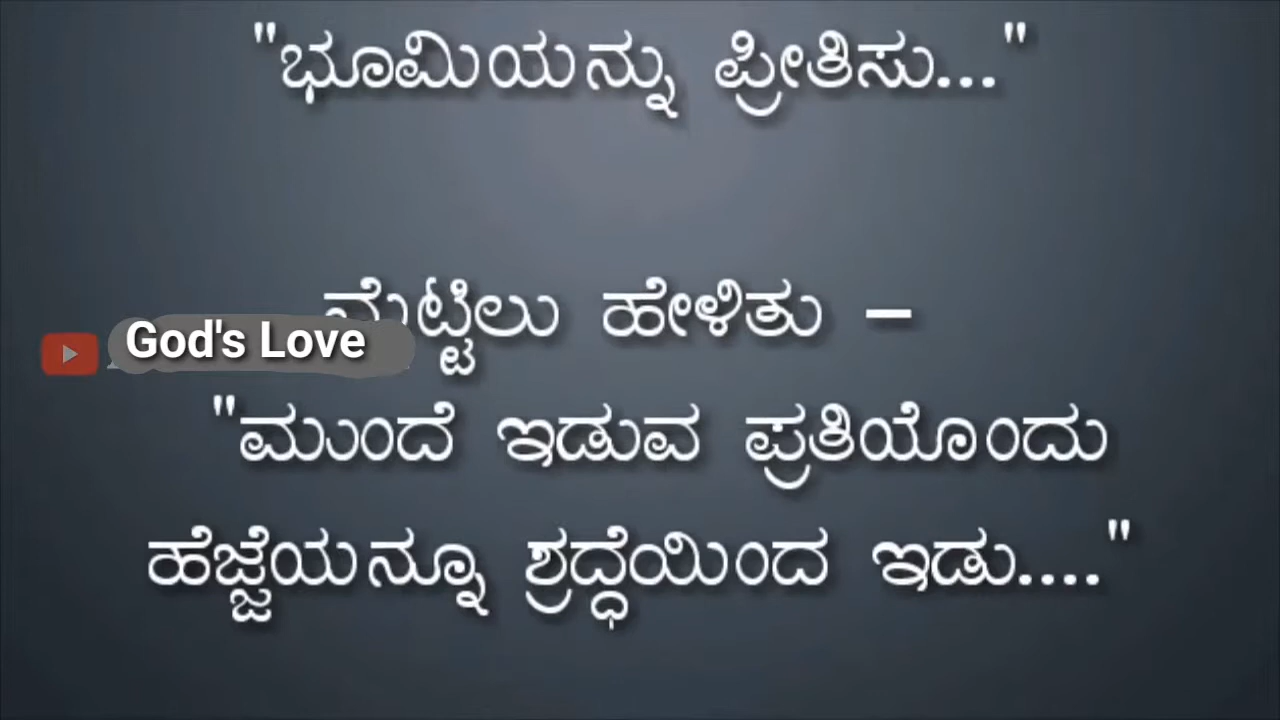 "ಭೂಮಿಯನ್ನು ಪ್ರೀತಿಸು..."
ಮೆಟ್ಟಿಲು ಹೇಳಿತು –
God's Love
"ಮುಂದೆ ಇಡುವ ಪ್ರತಿಯೊಂದು
ಹೆಜ್ಜೆಯನ್ನೂ ಶ್ರದ್ಧೆಯಿಂದ ಇಡು...."